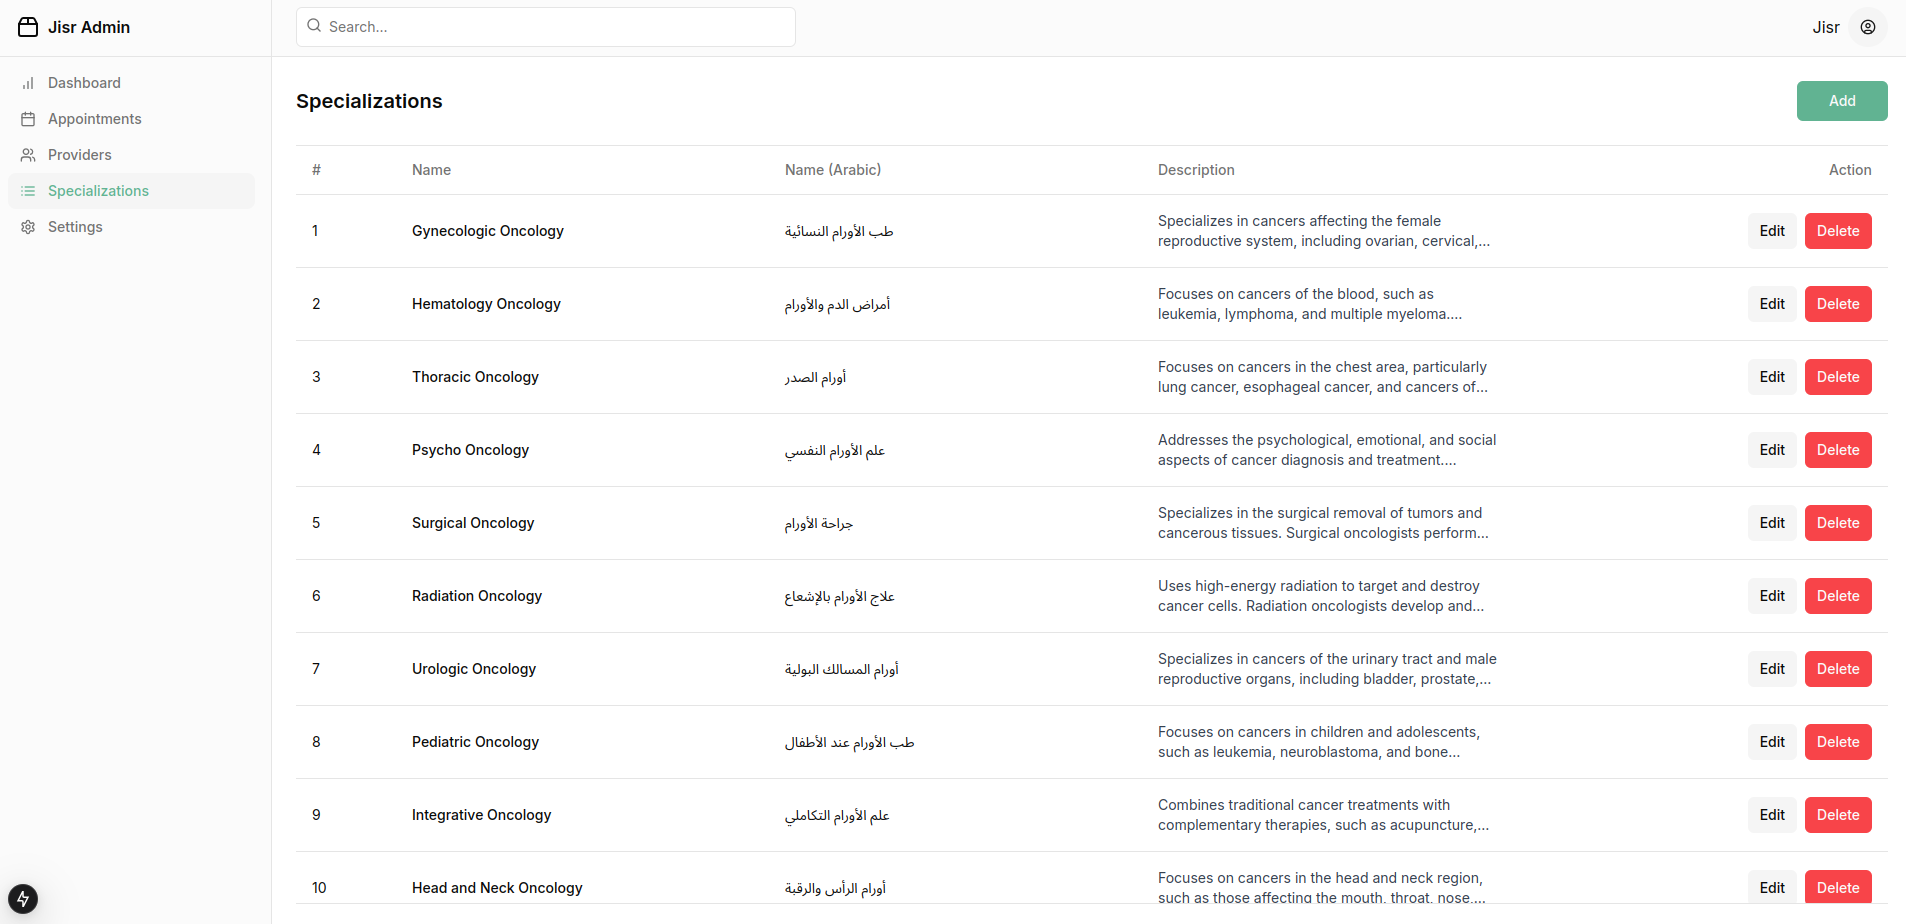 Jisr Admin
Search...
Jisr
Dashboard
Appointments
Providers
Specializations
Settings
Specializations
Add
# Name Name (Arabic) Description Action
1 Gynecologic Oncology طب الأورام النسائية Specializes in cancers affecting the female
reproductive system, including ovarian, cervical,... Edit Delete
2 Hematology Oncology أمراض الدم والأورام Focuses on cancers of the blood, such as
leukemia, lymphoma, and multiple myeloma.... Edit Delete
3 Thoracic Oncology أورام الصدر Focuses on cancers in the chest area, particularly
lung cancer, esophageal cancer, and cancers of... Edit Delete
4 Psycho Oncology علم الأورام النفسي Addresses the psychological, emotional, and social
aspects of cancer diagnosis and treatment.... Edit Delete
5 Surgical Oncology جراحة الأورام Specializes in the surgical removal of tumors and
cancerous tissues. Surgical oncologists perform... Edit Delete
6 Radiation Oncology علاج الأورام بالإشعاع Uses high-energy radiation to target and destroy
cancer cells. Radiation oncologists develop and... Edit Delete
7 Urologic Oncology أورام المسالك البولية Specializes in cancers of the urinary tract and male
reproductive organs, including bladder, prostate,... Edit Delete
8 Pediatric Oncology طب الأورام عند الأطفال Focuses on cancers in children and adolescents,
such as leukemia, neuroblastoma, and bone... Edit Delete
9 Integrative Oncology علم الأورام التكاملي Combines traditional cancer treatments with
complementary therapies, such as acupuncture,... Edit Delete
10 Head and Neck Oncology أورام الرأس والرقبة Focuses on cancers in the head and neck region,
such as those affecting the mouth, throat, nose,... Edit Delete